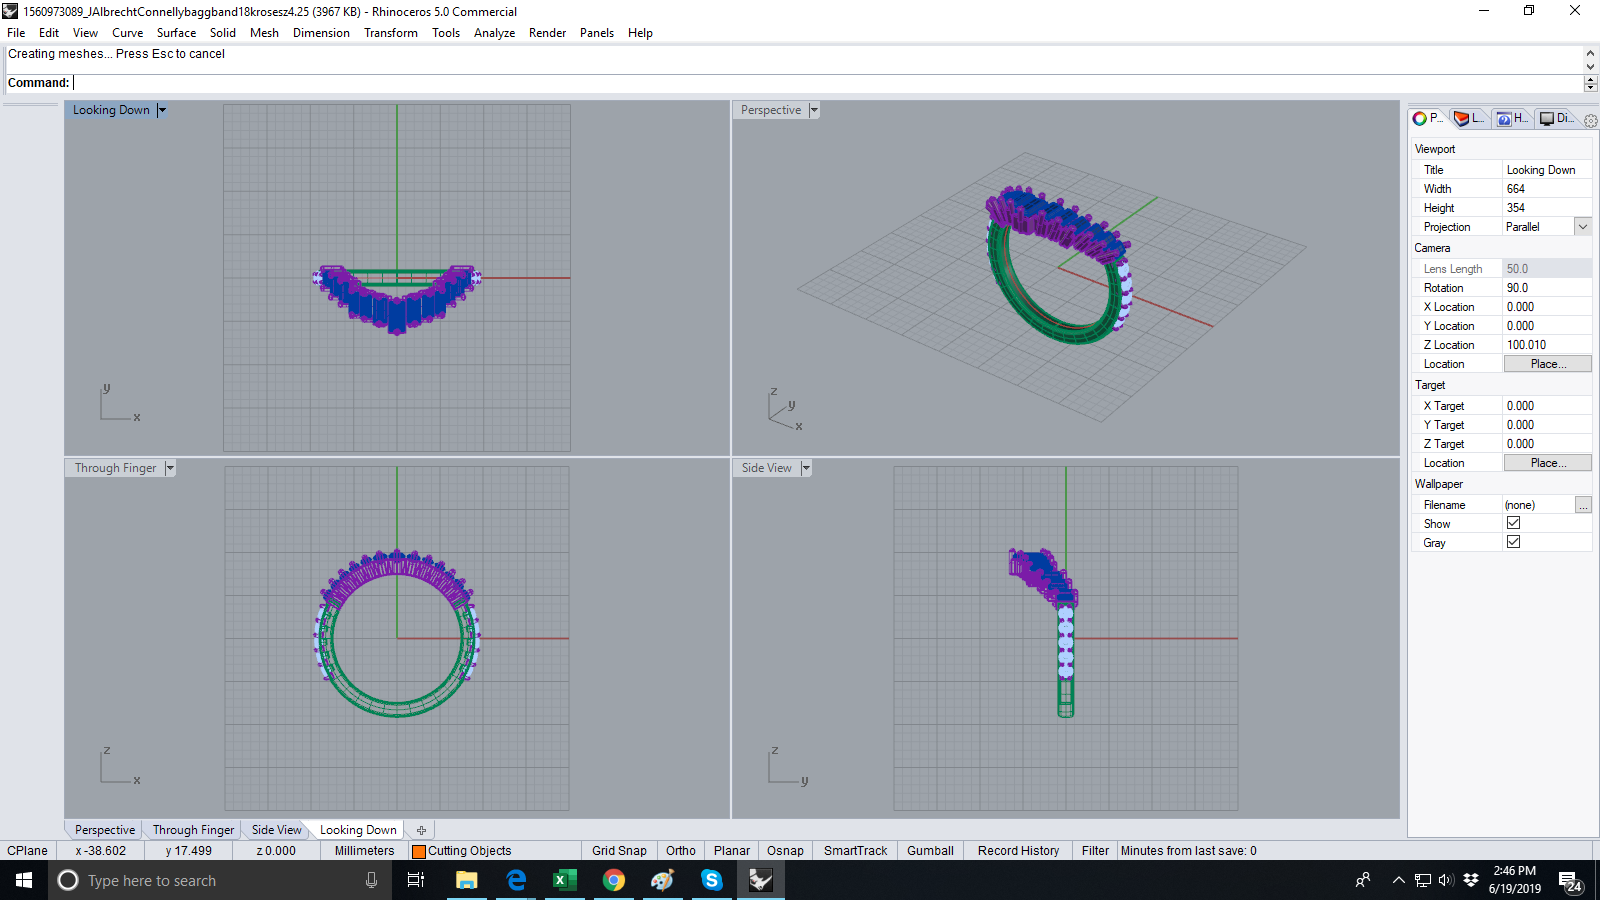 1560973089_JAlbrechtConnellybaggband18krosesz4.25 (3967 KB) - Rhinoceros 5.0 Commercial
File Edit View Curve Surface Solid Mesh Dimension Transform Tools Analyze Render Panels Help
Creating meshes... Press Esc to cancel
Command:
Looking Down
Perspective
P... L... H... Di...
Viewport
Title Looking Down
Width 664
Height 354
Projection Parallel
Camera
Lens Length 50.0
Rotation 90.0
X Location 0.000
Y Location 0.000
Z Location 100.010
Location Place...
Target
X Target 0.000
Y Target 0.000
Z Target 0.000
Location Place...
Wallpaper
Filename (none) ...
Show
Gray
y
x
z
y
x
Through Finger
Side View
z
x
z
y
Perspective Through Finger Side View Looking Down
CPlane x -38.602 y 17.499 z 0.000 Millimeters Cutting Objects Grid Snap Ortho Planar Osnap SmartTrack Gumball Record History Filter Minutes from last save: 0
Type here to search
2:46 PM
6/19/2019
24